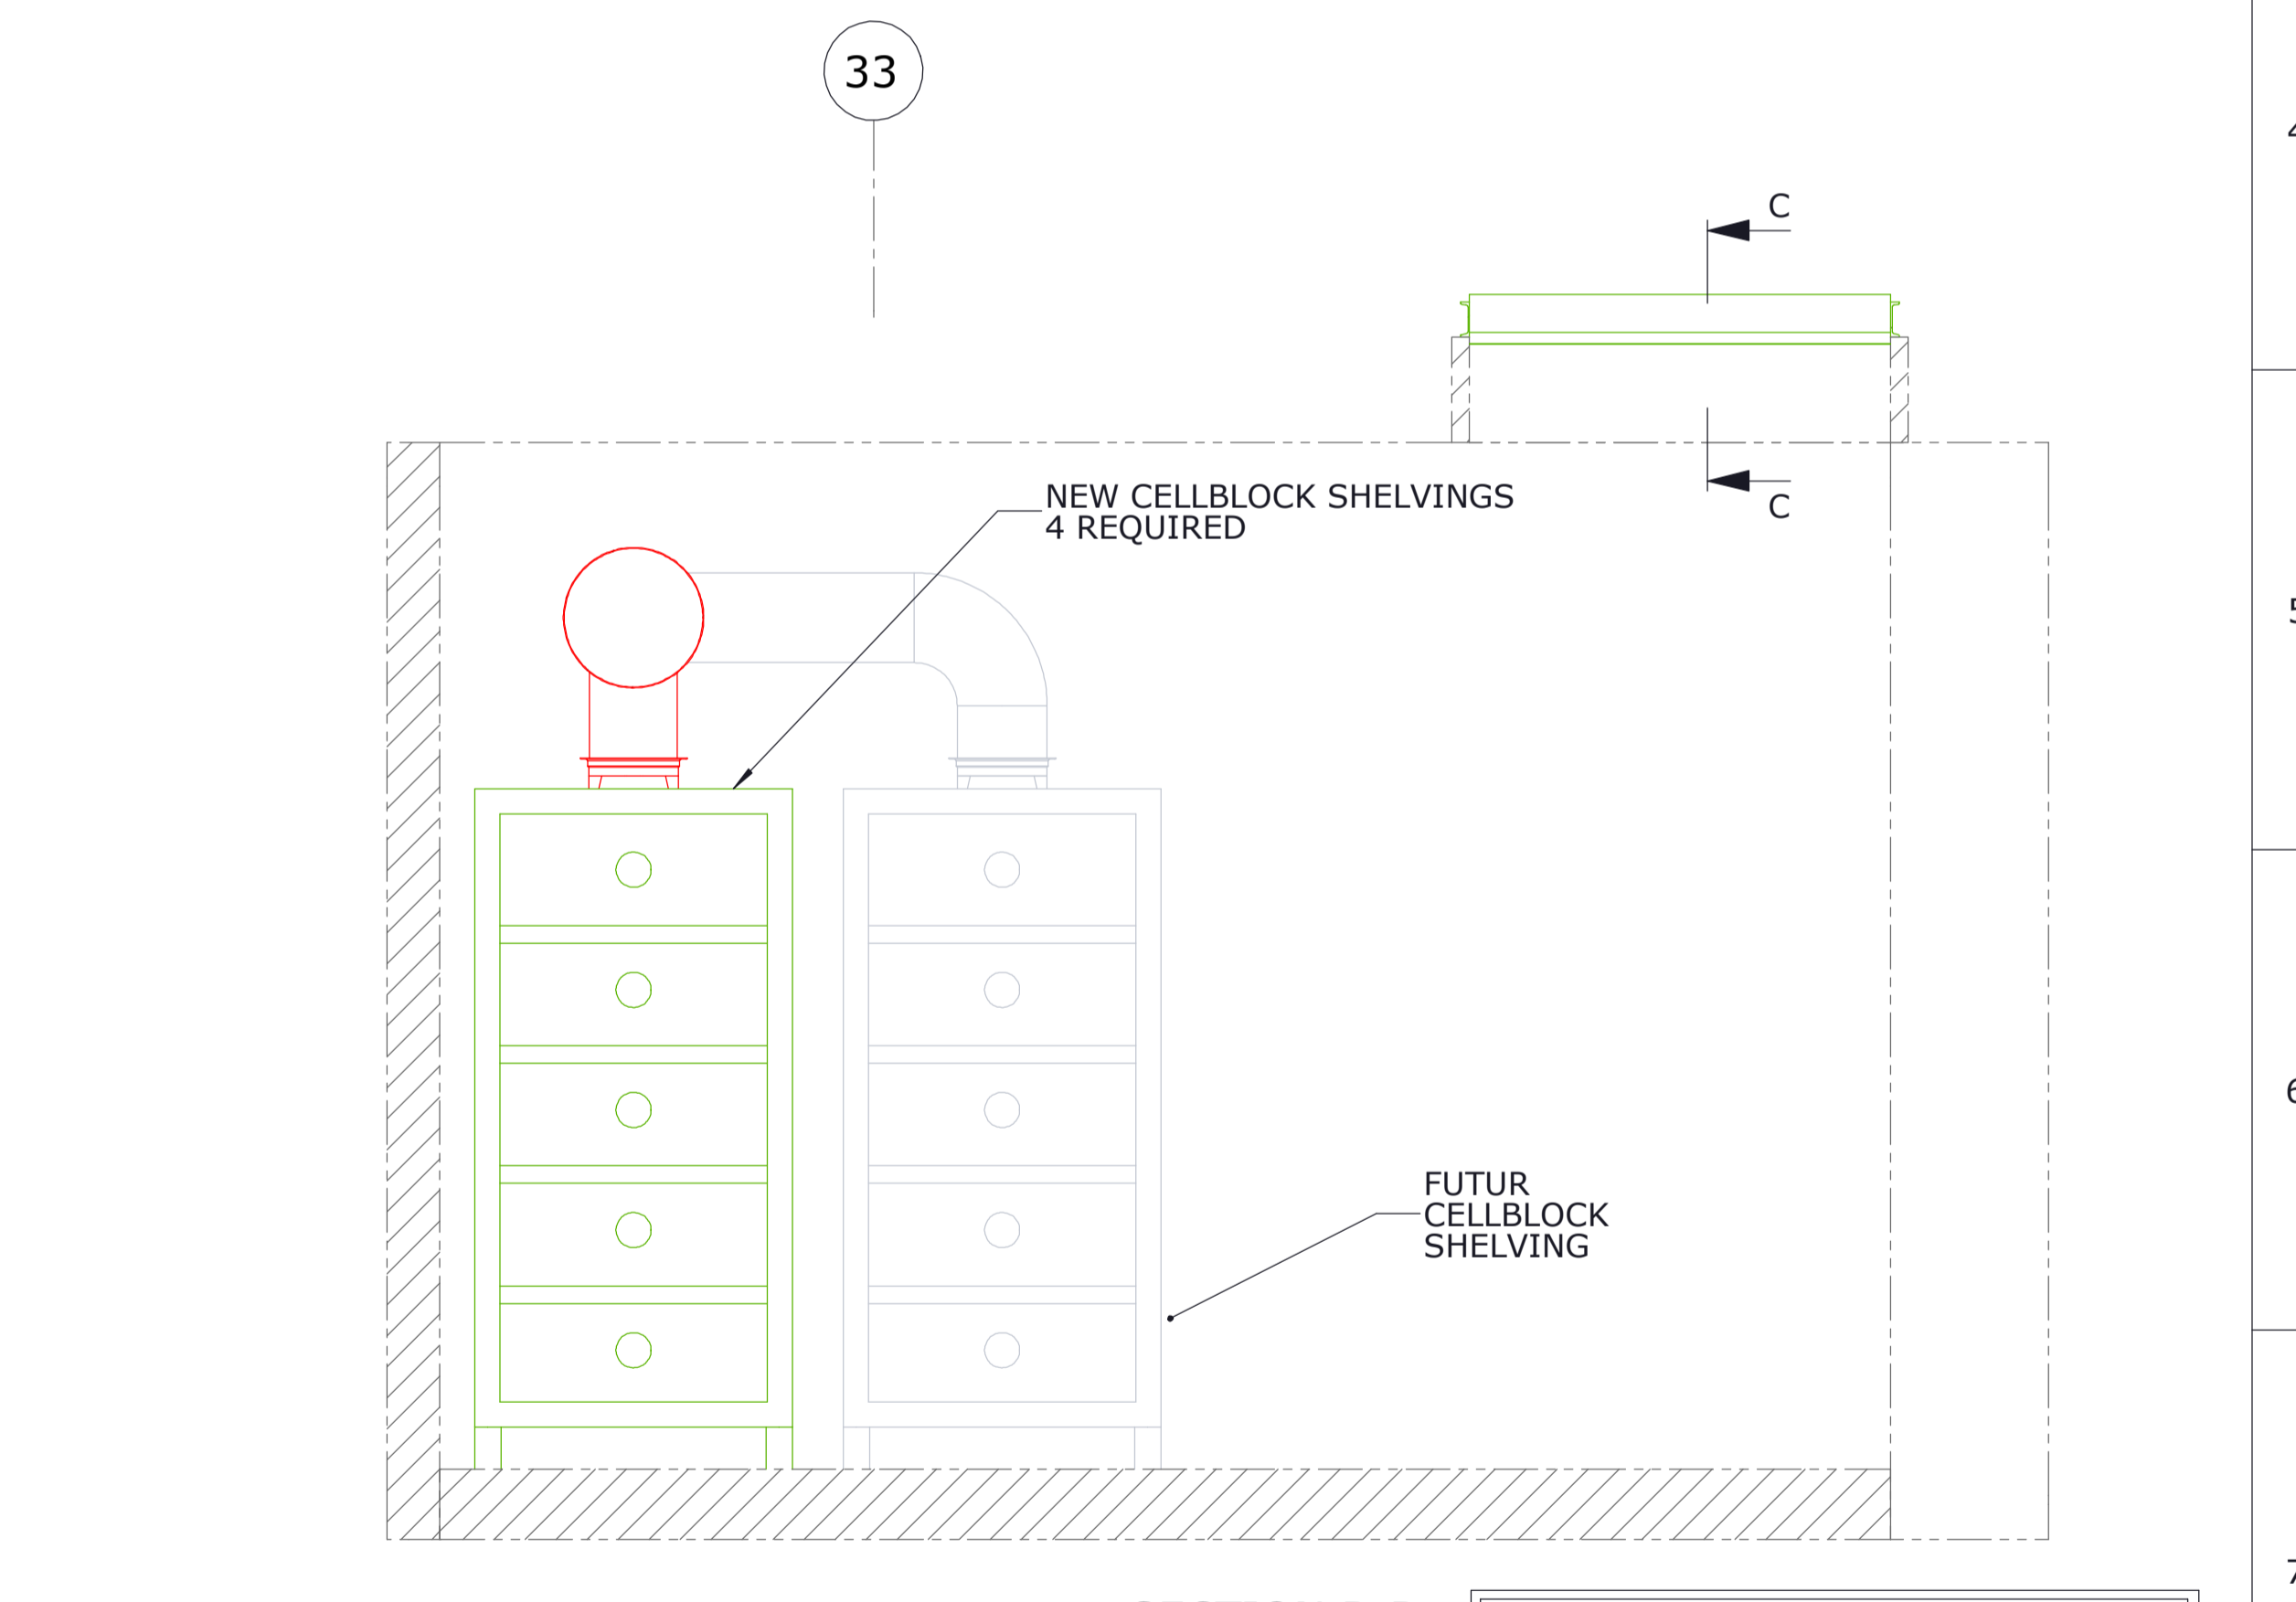 33
C
NEW CELLBLOCK SHELVINGS
4 REQUIRED
C
FUTUR
CELLBLOCK
SHELVING